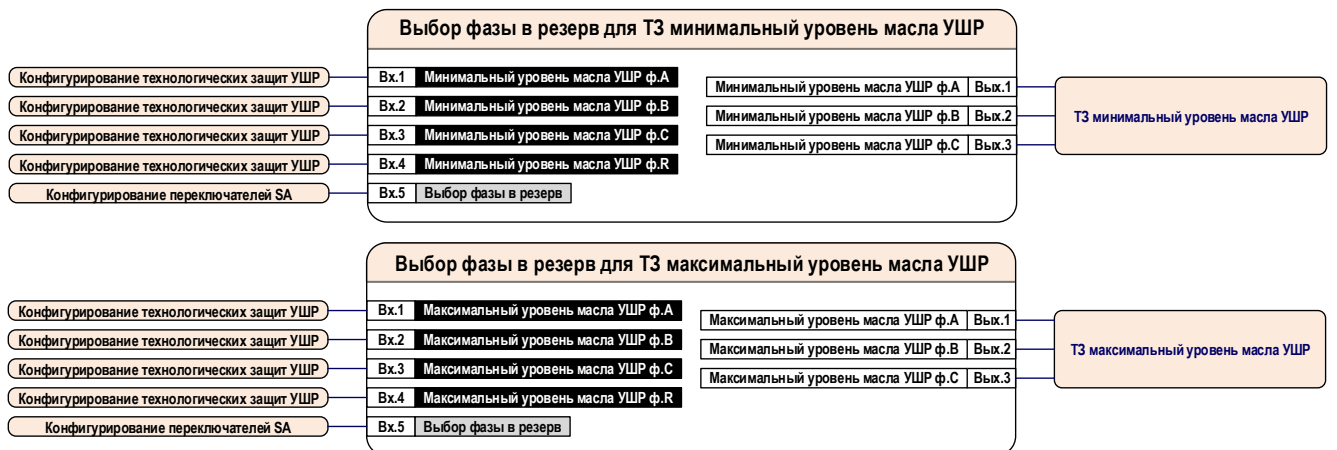 Выбор фазы в резерв для ТЗ минимальный уровень масла УШР
Конфигурирование технологических защит УШР Вх.1 Минимальный уровень масла УШР ф.A
Конфигурирование технологических защит УШР Вх.2 Минимальный уровень масла УШР ф.B
Конфигурирование технологических защит УШР Вх.3 Минимальный уровень масла УШР ф.C
Конфигурирование технологических защит УШР Вх.4 Минимальный уровень масла УШР ф.R
Конфигурирование переключателей SA Вх.5 Выбор фазы в резерв
Минимальный уровень масла УШР ф.A Вых.1
Минимальный уровень масла УШР ф.B Вых.2
Минимальный уровень масла УШР ф.C Вых.3
ТЗ минимальный уровень масла УШР
Выбор фазы в резерв для ТЗ максимальный уровень масла УШР
Конфигурирование технологических защит УШР Вх.1 Максимальный уровень масла УШР ф.A
Конфигурирование технологических защит УШР Вх.2 Максимальный уровень масла УШР ф.B
Конфигурирование технологических защит УШР Вх.3 Максимальный уровень масла УШР ф.C
Конфигурирование технологических защит УШР Вх.4 Максимальный уровень масла УШР ф.R
Конфигурирование переключателей SA Вх.5 Выбор фазы в резерв
Максимальный уровень масла УШР ф.A Вых.1
Максимальный уровень масла УШР ф.B Вых.2
Максимальный уровень масла УШР ф.C Вых.3
ТЗ максимальный уровень масла УШР